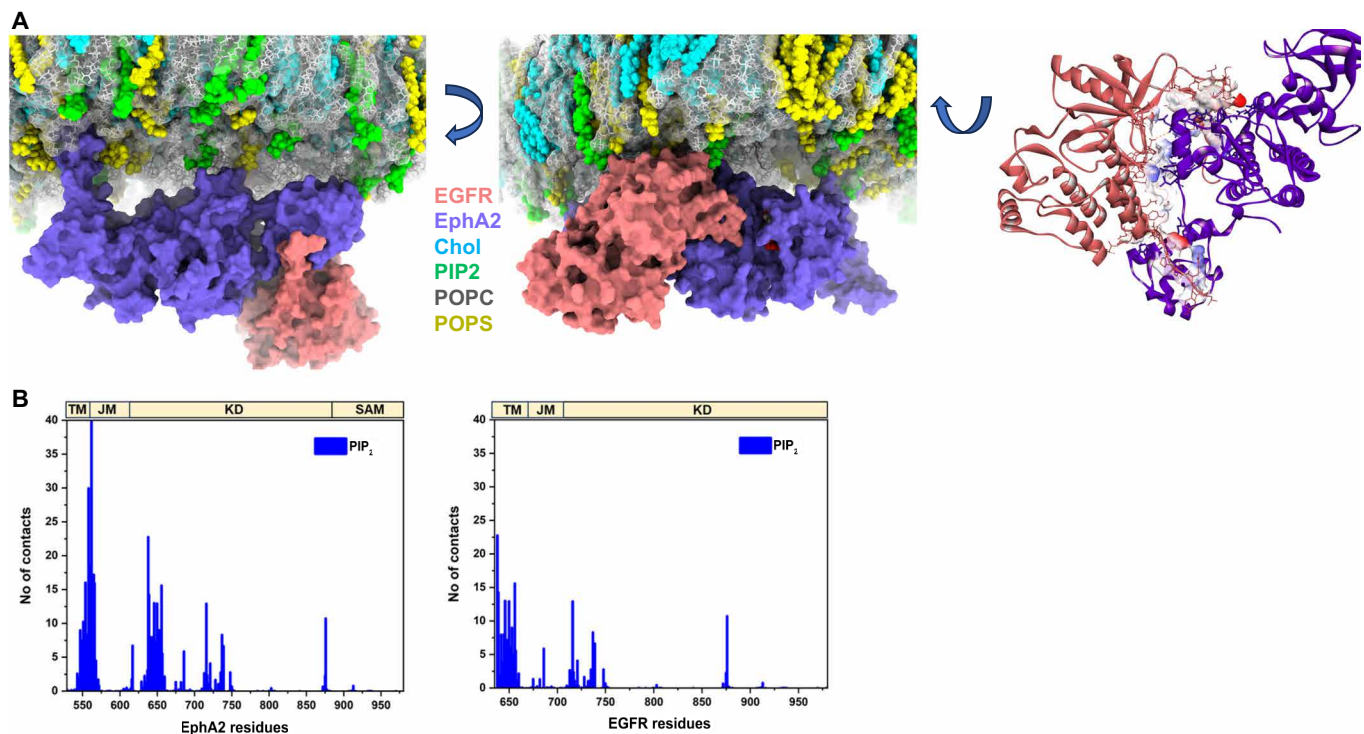 A
EGFR
EphA2
Chol
PIP2
POPC
POPS
B
TM JM KD SAM
40
35
30
25
20
15
10
5
0
No of contacts
PIP₂
550 600 650 700 750 800 850 900 950
EphA2 residues
TM JM KD
40
35
30
25
20
15
10
5
0
No of contacts
PIP₂
650 700 750 800 850 900 950
EGFR residues